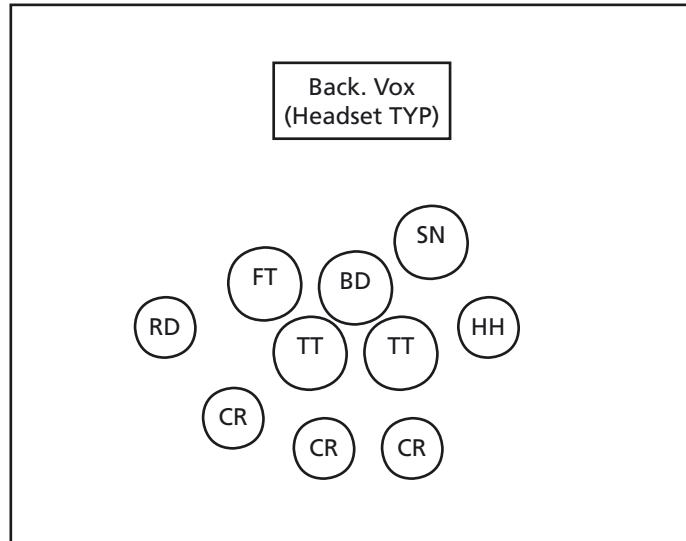 Back. Vox
(Headset TYP)
SN
FT
BD
RD
HH
TT
TT
CR
CR
CR